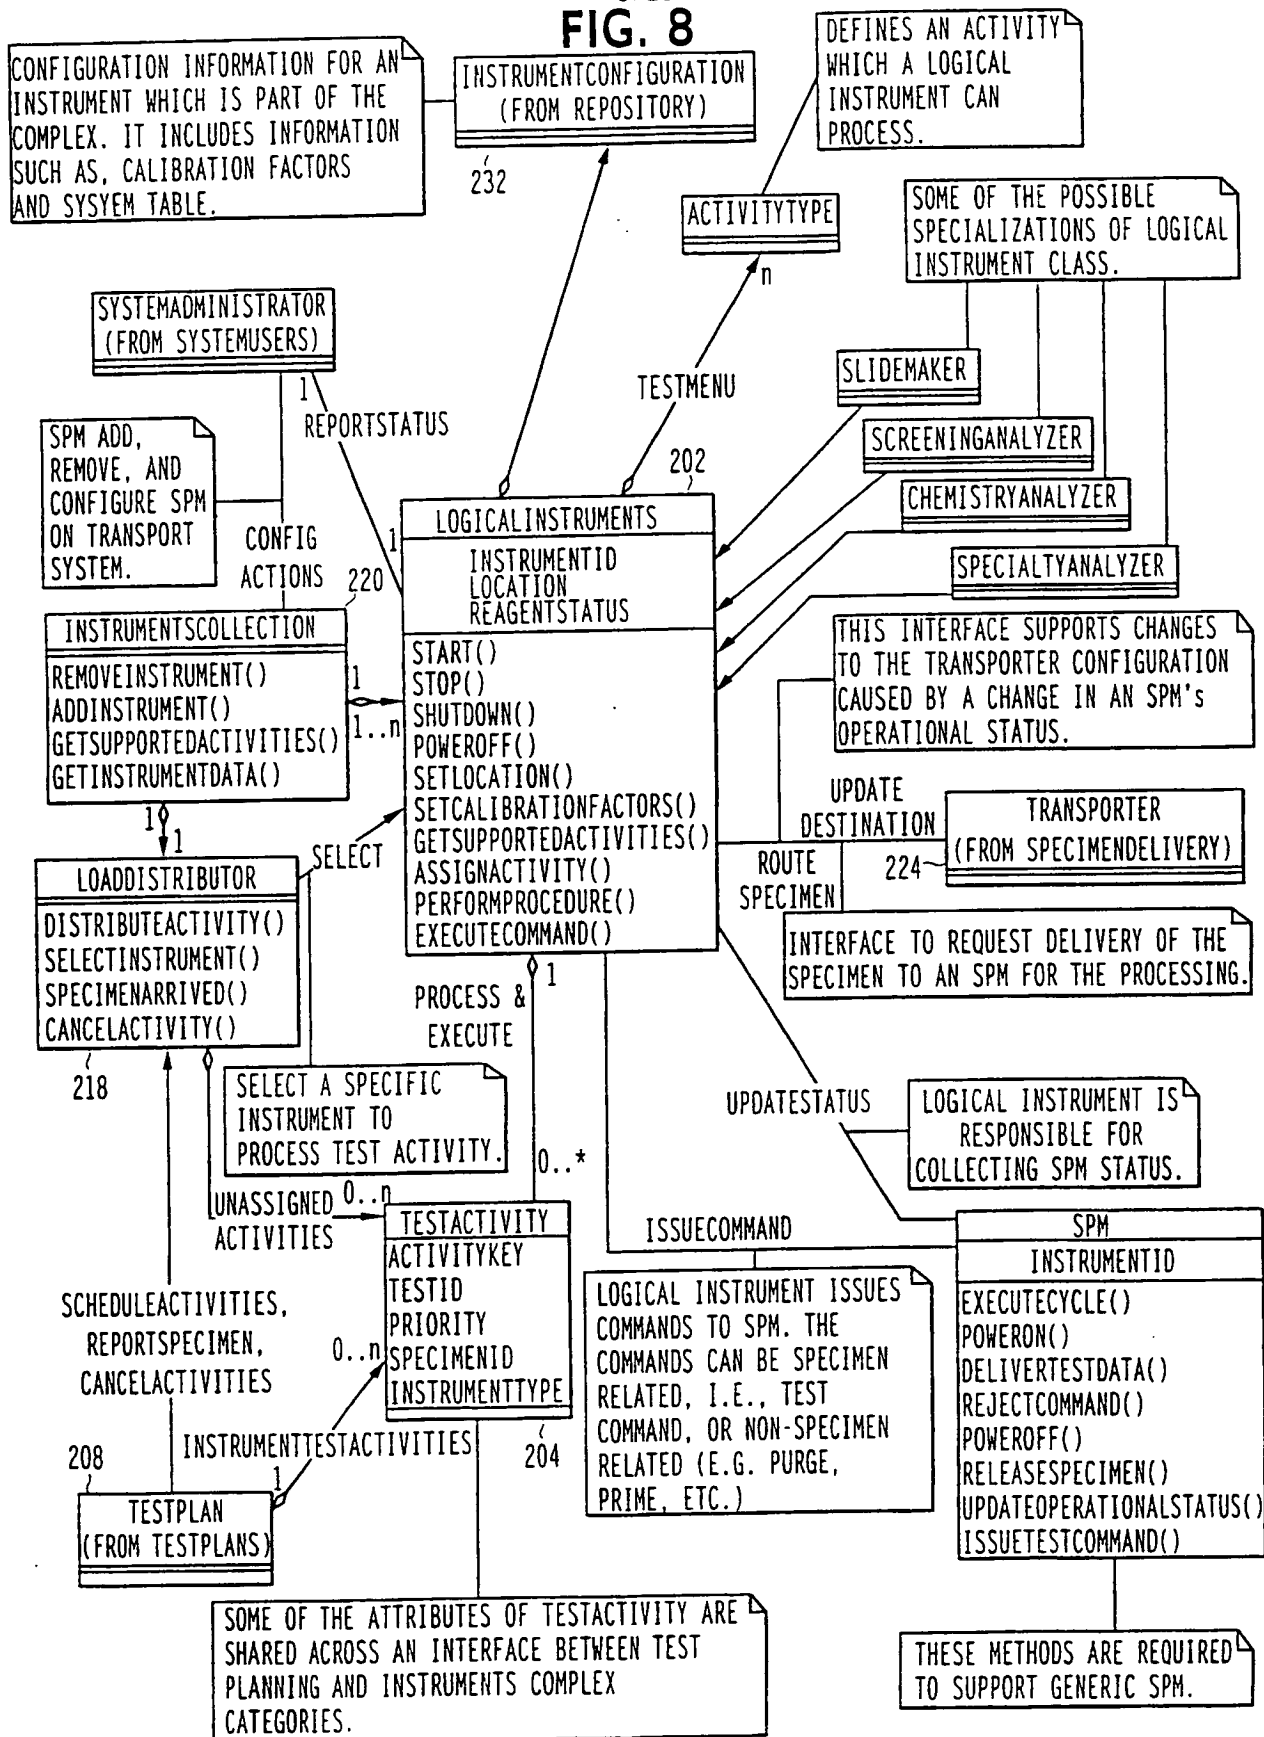 FIG. 8
CONFIGURATION INFORMATION FOR AN
INSTRUMENT WHICH IS PART OF THE
COMPLEX. IT INCLUDES INFORMATION
SUCH AS, CALIBRATION FACTORS
AND SYSYEM TABLE.
INSTRUMENTCONFIGURATION
(FROM REPOSITORY)
232
DEFINES AN ACTIVITY
WHICH A LOGICAL
INSTRUMENT CAN
PROCESS.
ACTIVITYTYPE
n
TESTMENU
SOME OF THE POSSIBLE
SPECIALIZATIONS OF LOGICAL
INSTRUMENT CLASS.
SYSTEMADMINISTRATOR
(FROM SYSTEMUSERS)
1
REPORTSTATUS
1
SLIDEMAKER
SCREENINGANALYZER
CHEMISTRYANALYZER
SPECIALTYANALYZER
SPM ADD,
REMOVE, AND
CONFIGURE SPM
ON TRANSPORT
SYSTEM.
CONFIG
ACTIONS
220
INSTRUMENTSCOLLECTION
REMOVEINSTRUMENT()
ADDINSTRUMENT()
GETSUPPORTEDACTIVITIES()
GETINSTRUMENTDATA()
1
1..n
202
LOGICALINSTRUMENTS
INSTRUMENTID
LOCATION
REAGENTSTATUS
START()
STOP()
SHUTDOWN()
POWEROFF()
SETLOCATION()
SETCALIBRATIONFACTORS()
GETSUPPORTEDACTIVITIES()
ASSIGNACTIVITY()
PERFORMPROCEDURE()
EXECUTECOMMAND()
THIS INTERFACE SUPPORTS CHANGES
TO THE TRANSPORTER CONFIGURATION
CAUSED BY A CHANGE IN AN SPM's
OPERATIONAL STATUS.
UPDATE
DESTINATION
TRANSPORTER
(FROM SPECIMENDELIVERY)
224
ROUTE
SPECIMEN
INTERFACE TO REQUEST DELIVERY OF THE
SPECIMEN TO AN SPM FOR THE PROCESSING.
1
1
SELECT
LOADDISTRIBUTOR
DISTRIBUTEACTIVITY()
SELECTINSTRUMENT()
SPECIMENARRIVED()
CANCELACTIVITY()
218
SELECT A SPECIFIC
INSTRUMENT TO
PROCESS TEST ACTIVITY.
PROCESS &
EXECUTE
1
0..*
UPDATESTATUS
LOGICAL INSTRUMENT IS
RESPONSIBLE FOR
COLLECTING SPM STATUS.
UNASSIGNED
ACTIVITIES
0..n
TESTACTIVITY
ACTIVITYKEY
TESTID
PRIORITY
SPECIMENID
INSTRUMENTTYPE
204
ISSUECOMMAND
LOGICAL INSTRUMENT ISSUES
COMMANDS TO SPM. THE
COMMANDS CAN BE SPECIMEN
RELATED, I.E., TEST
COMMAND, OR NON-SPECIMEN
RELATED (E.G. PURGE,
PRIME, ETC.)
SPM
INSTRUMENTID
EXECUTECYCLE()
POWERON()
DELIVERTESTDATA()
REJECTCOMMAND()
POWEROFF()
RELEASESPECIMEN()
UPDATEOPERATIONALSTATUS()
ISSUETESTCOMMAND()
SCHEDULEACTIVITIES,
REPORTSPECIMEN,
CANCELACTIVITIES
0..n
INSTRUMENTTESTACTIVITIES
1
208
TESTPLAN
(FROM TESTPLANS)
SOME OF THE ATTRIBUTES OF TESTACTIVITY ARE
SHARED ACROSS AN INTERFACE BETWEEN TEST
PLANNING AND INSTRUMENTS COMPLEX
CATEGORIES.
THESE METHODS ARE REQUIRED
TO SUPPORT GENERIC SPM.